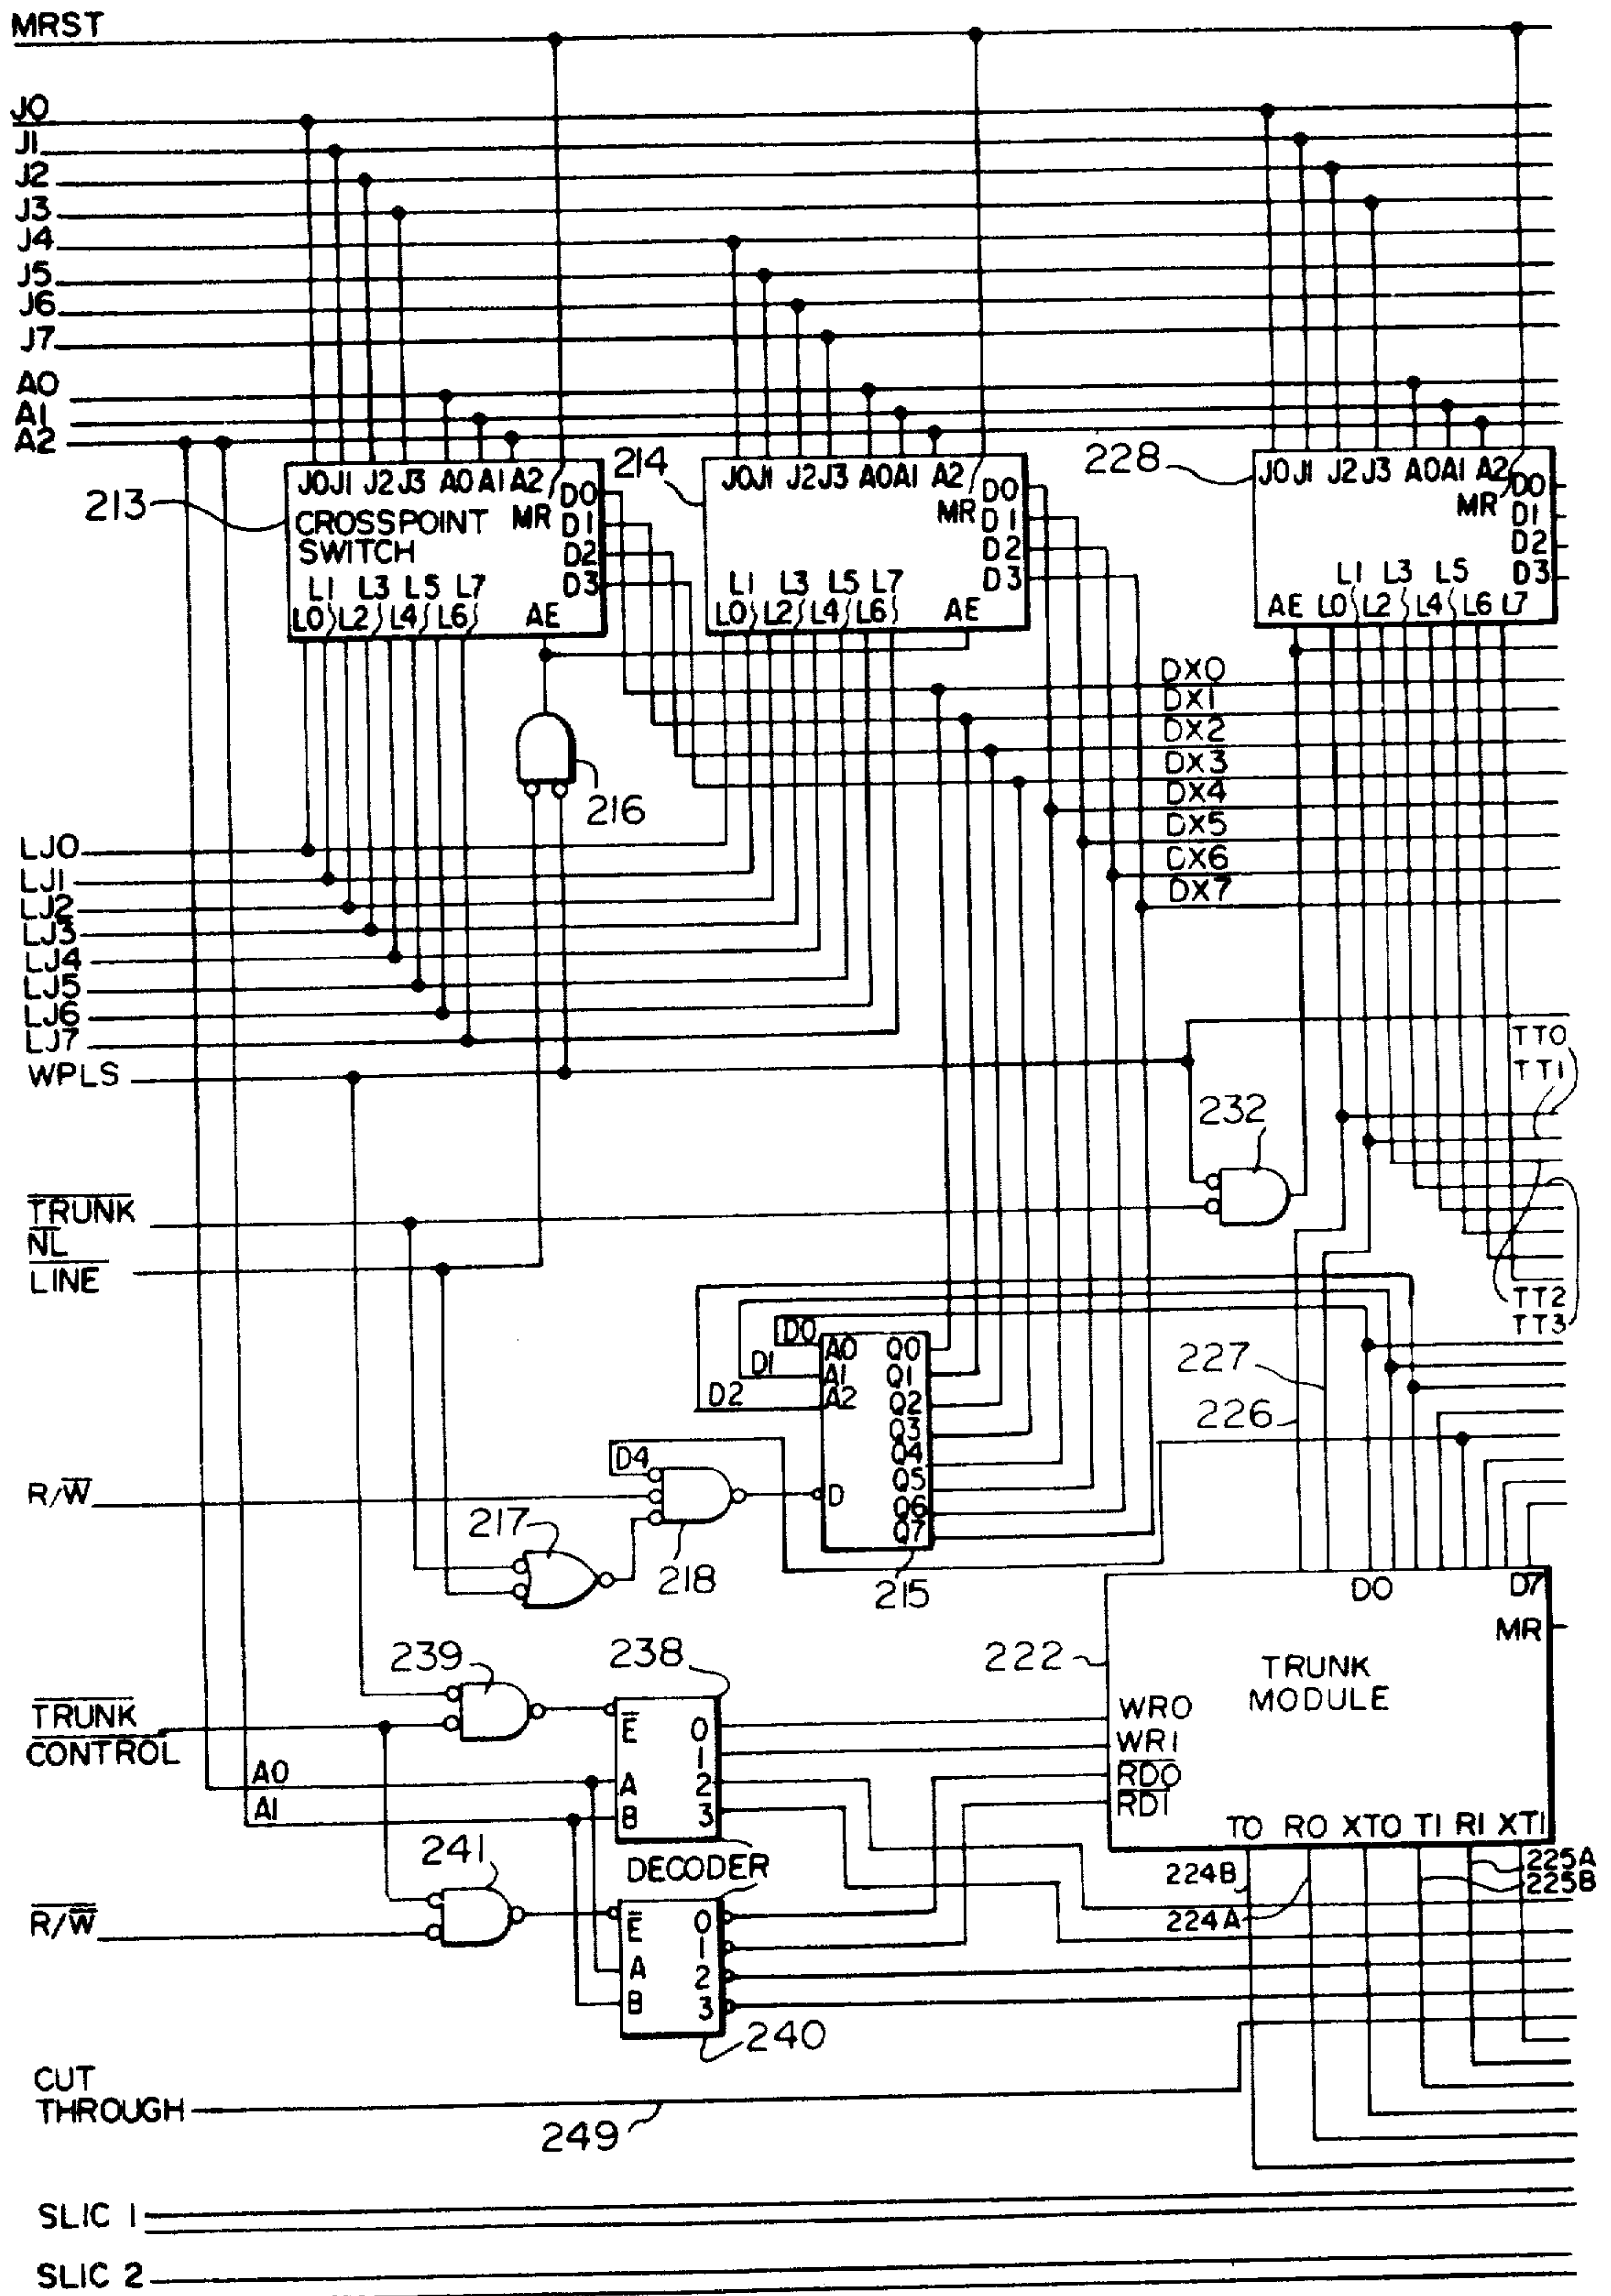 MRST
J0
J1
J2
J3
J4
J5
J6
J7
A0
A1
A2
213
J0 J1 J2 J3 A0 A1 A2
CROSSPOINT
SWITCH
MR
D0
D1
D2
D3
L1 L3 L5 L7
L0 L2 L4 L6
AE
214
J0 J1 J2 J3 A0 A1 A2
MR
D0
D1
D2
D3
L1 L3 L5 L7
L0 L2 L4 L6
AE
228
J0 J1 J2 J3 A0 A1 A2
MR
D0
D1
D2
D3
L1 L3 L5
AE L0 L2 L4 L6 L7
DX0
DX1
DX2
DX3
DX4
DX5
DX6
DX7
216
LJ0
LJ1
LJ2
LJ3
LJ4
LJ5
LJ6
LJ7
WPLS
TT0
TT1
232
TRUNK
NL
LINE
TT2
TT3
D0
D1
D2
A0
A1
A2
D
Q0
Q1
Q2
Q3
Q4
Q5
Q6
Q7
215
227
226
D4
R/W
217
218
239
238
222
D0 D7
MR
TRUNK
MODULE
WR0
WR1
RD0
RD1
T0 R0 XT0 T1 R1 XT1
TRUNK
CONTROL
E
A
B
0
1
2
3
A0
A1
DECODER
241
R/W
E
A
B
0
1
2
3
240
224B
224A
225A
225B
CUT
THROUGH
249
SLIC 1
SLIC 2